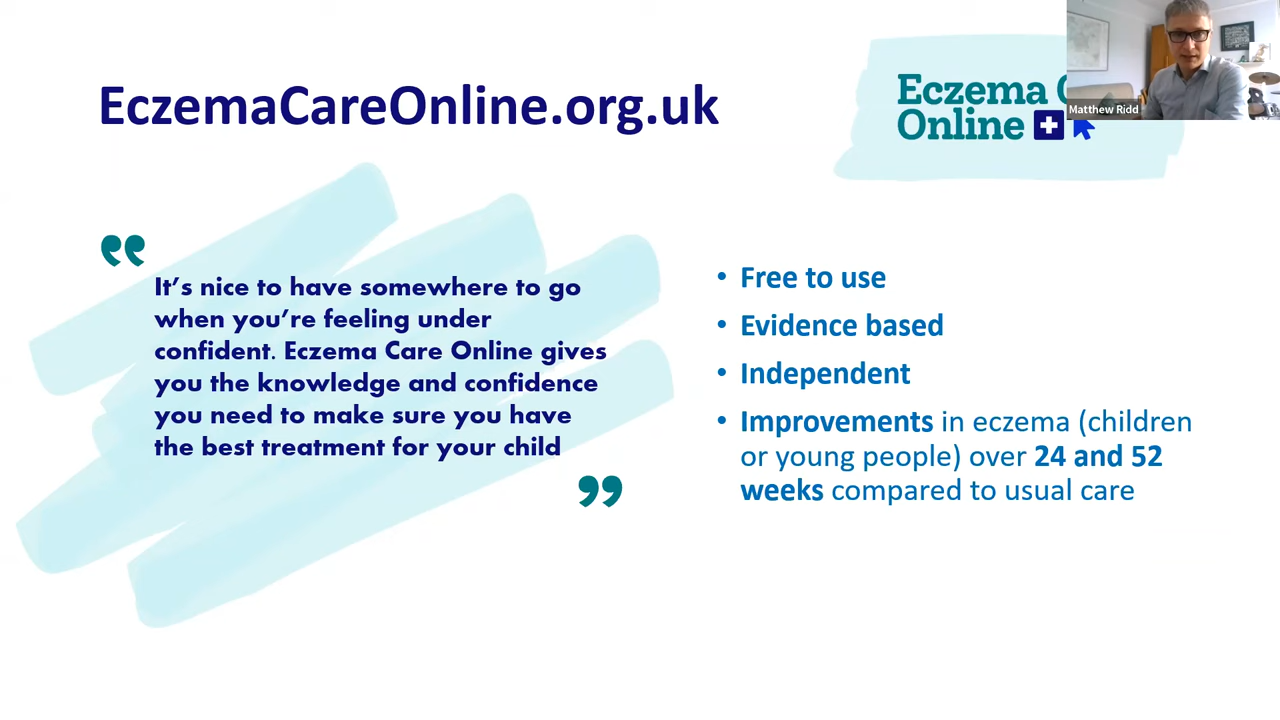 EczemaCareOnline.org.uk
Eczema C
Online
Matthew Ridd
“
It's nice to have somewhere to go
when you're feeling under
confident. Eczema Care Online gives
you the knowledge and confidence
you need to make sure you have
the best treatment for your child
”
• Free to use
• Evidence based
• Independent
• Improvements in eczema (children
or young people) over 24 and 52
weeks compared to usual care